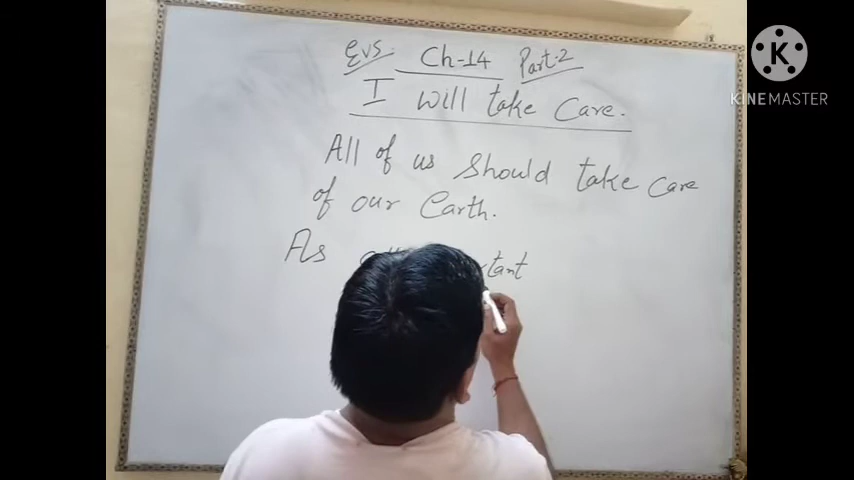 EVS. Ch-14 Part-2
I will take Care.
All of us should take care
of our Earth.
As
KINEMASTER